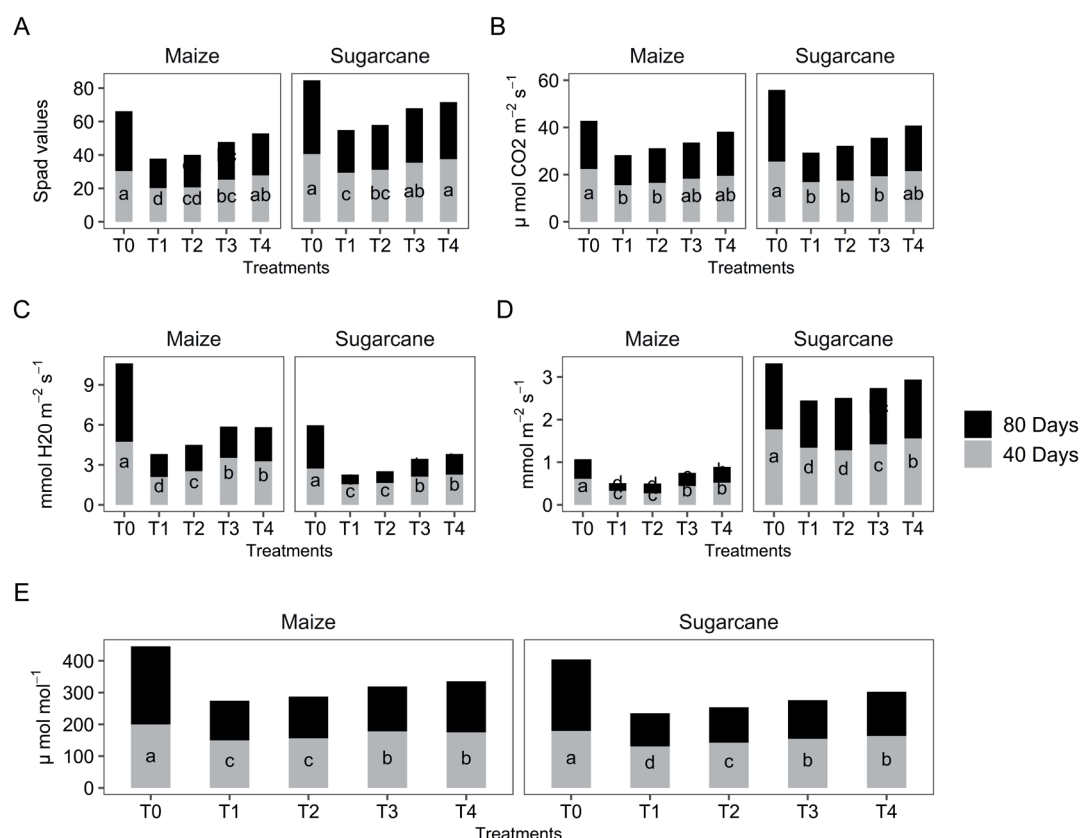 A
Maize
Sugarcane
Spad values
80
60
40
20
0
a
d
cd
bc
ab
a
c
bc
ab
a
T0 T1 T2 T3 T4
T0 T1 T2 T3 T4
Treatments
B
Maize
Sugarcane
µ mol CO2 m⁻² s⁻¹
60
40
20
0
a
b
b
ab
ab
a
b
b
b
ab
T0 T1 T2 T3 T4
T0 T1 T2 T3 T4
Treatments
C
Maize
Sugarcane
mmol H20 m⁻² s⁻¹
9
6
3
0
a
d
c
b
b
a
c
c
b
b
T0 T1 T2 T3 T4
T0 T1 T2 T3 T4
Treatments
D
Maize
Sugarcane
mmol m⁻² s⁻¹
3
2
1
0
a
d
c
d
c
c
b
b
b
a
d
d
c
b
T0 T1 T2 T3 T4
T0 T1 T2 T3 T4
Treatments
80 Days
40 Days
E
Maize
Sugarcane
µ mol mol⁻¹
400
300
200
100
0
a
c
c
b
b
a
d
c
b
b
T0 T1 T2 T3 T4
T0 T1 T2 T3 T4
Treatments